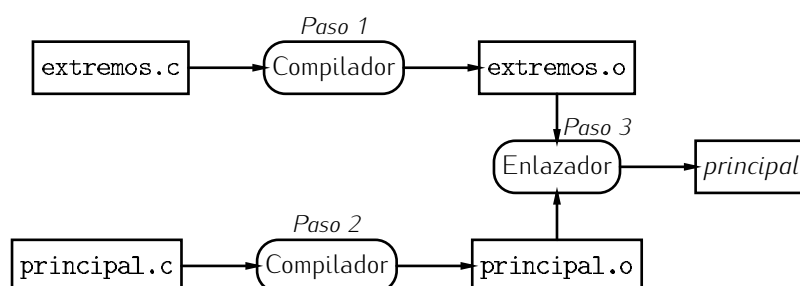 Paso 1
extremos.c Compilador extremos.o
Paso 3
Enlazador principal
Paso 2
principal.c Compilador principal.o